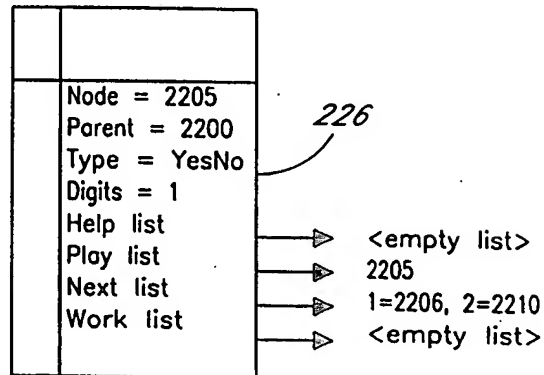 Node = 2205
Parent = 2200
226
Type = YesNo
Digits = 1
Help list
<empty list>
Play list
2205
Next list
1=2206, 2=2210
Work list
<empty list>